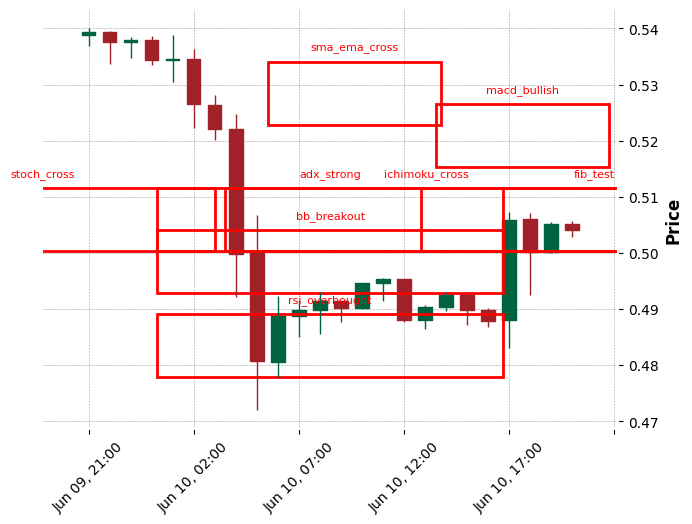 0.54
sma_ema_cross
0.53
macd_bullish
0.52
stoch_cross
adx_strong
ichimoku_cross
fib_test
0.51
bb_breakout
Price
0.50
rsi_overbought
0.49
0.48
0.47
Jun 09, 21:00
Jun 10, 02:00
Jun 10, 07:00
Jun 10, 12:00
Jun 10, 17:00